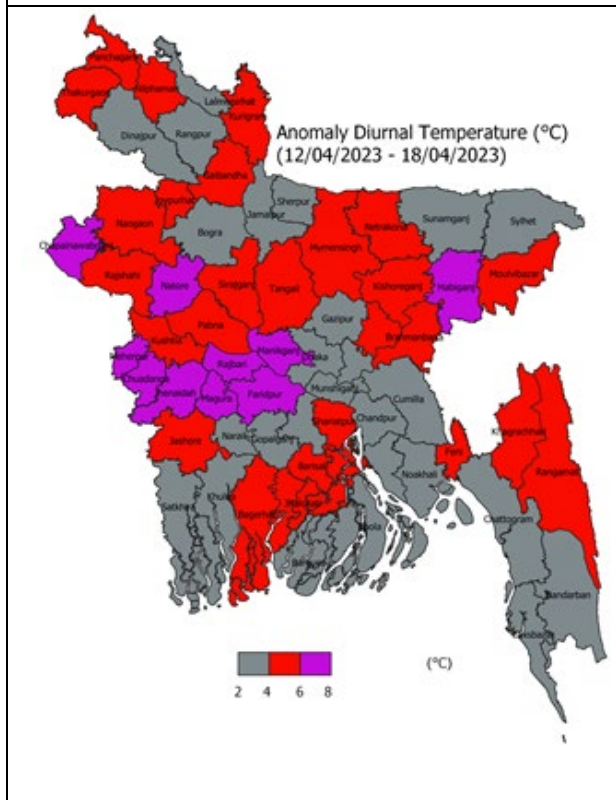 Panchagarh
Thakurgaon
Nilphamari
Lalmonirhat
Kurigram
Dinajpur
Rangpur
Anomaly Diurnal Temperature (°C)
(12/04/2023 - 18/04/2023)
Gaibandha
Joypurhat
Sherpur
Naogaon
Jamalpur
Bogra
Netrakona
Sunamganj
Sylhet
Mymensingh
Rajshahi
Natore
Sirajganj
Tangail
Kishoreganj
Habiganj
Moulvibazar
Gazipur
Pabna
Kushtia
Manikganj
Dhaka
Meherpur
Rajbari
Chuadanga
Jhenaidah
Magura
Faridpur
Munshiganj
Cumilla
Chandpur
Shariatpur
Jashore
Narail
Gopalganj
Khagrachhari
Feni
Rangamati
Barisal
Noakhali
Khulna
Satkhira
Bagerhat
Bhola
Chattogram
Bandarban
(°C)
2 4 6 8